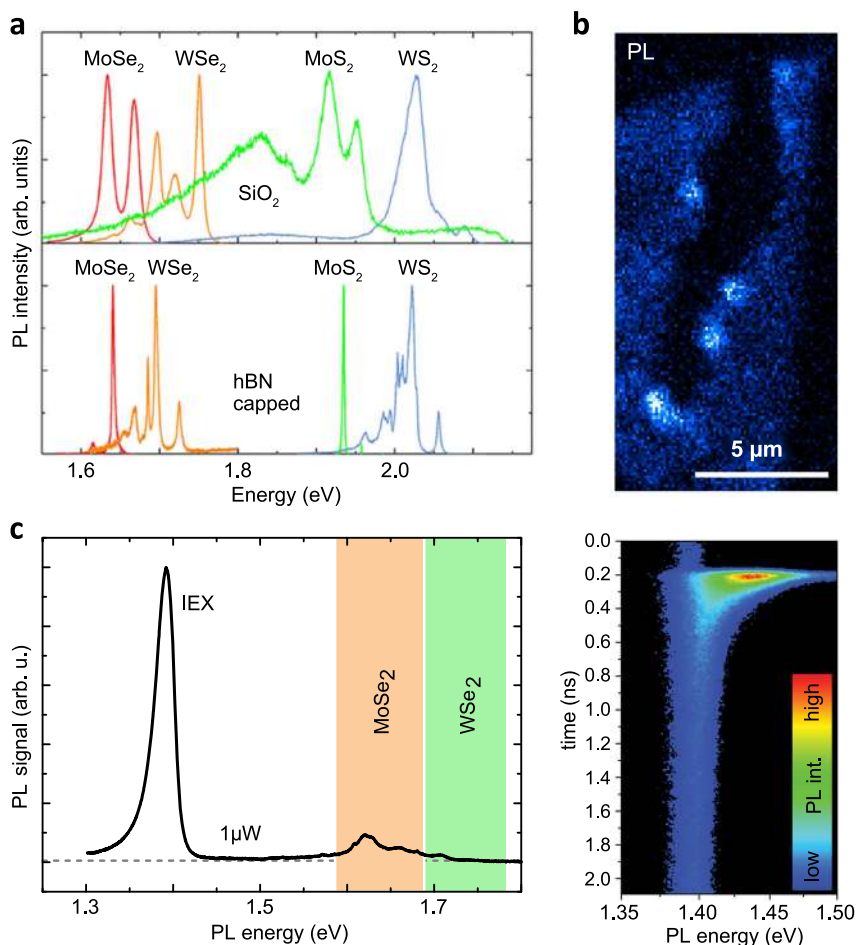 a
MoSe2 WSe2 MoS2 WS2
SiO2
MoSe2 WSe2 MoS2 WS2
hBN
capped
PL intensity (arb. units)
1.6 1.8 2.0
Energy (eV)
b
PL
5 µm
c
IEX
1µW
MoSe2
WSe2
PL signal (arb. u.)
1.3 1.5 1.7
PL energy (eV)
0.0
0.2
0.4
0.6
0.8
1.0
1.2
1.4
1.6
1.8
2.0
time (ns)
high
PL int.
low
1.35 1.40 1.45 1.50
PL energy (eV)